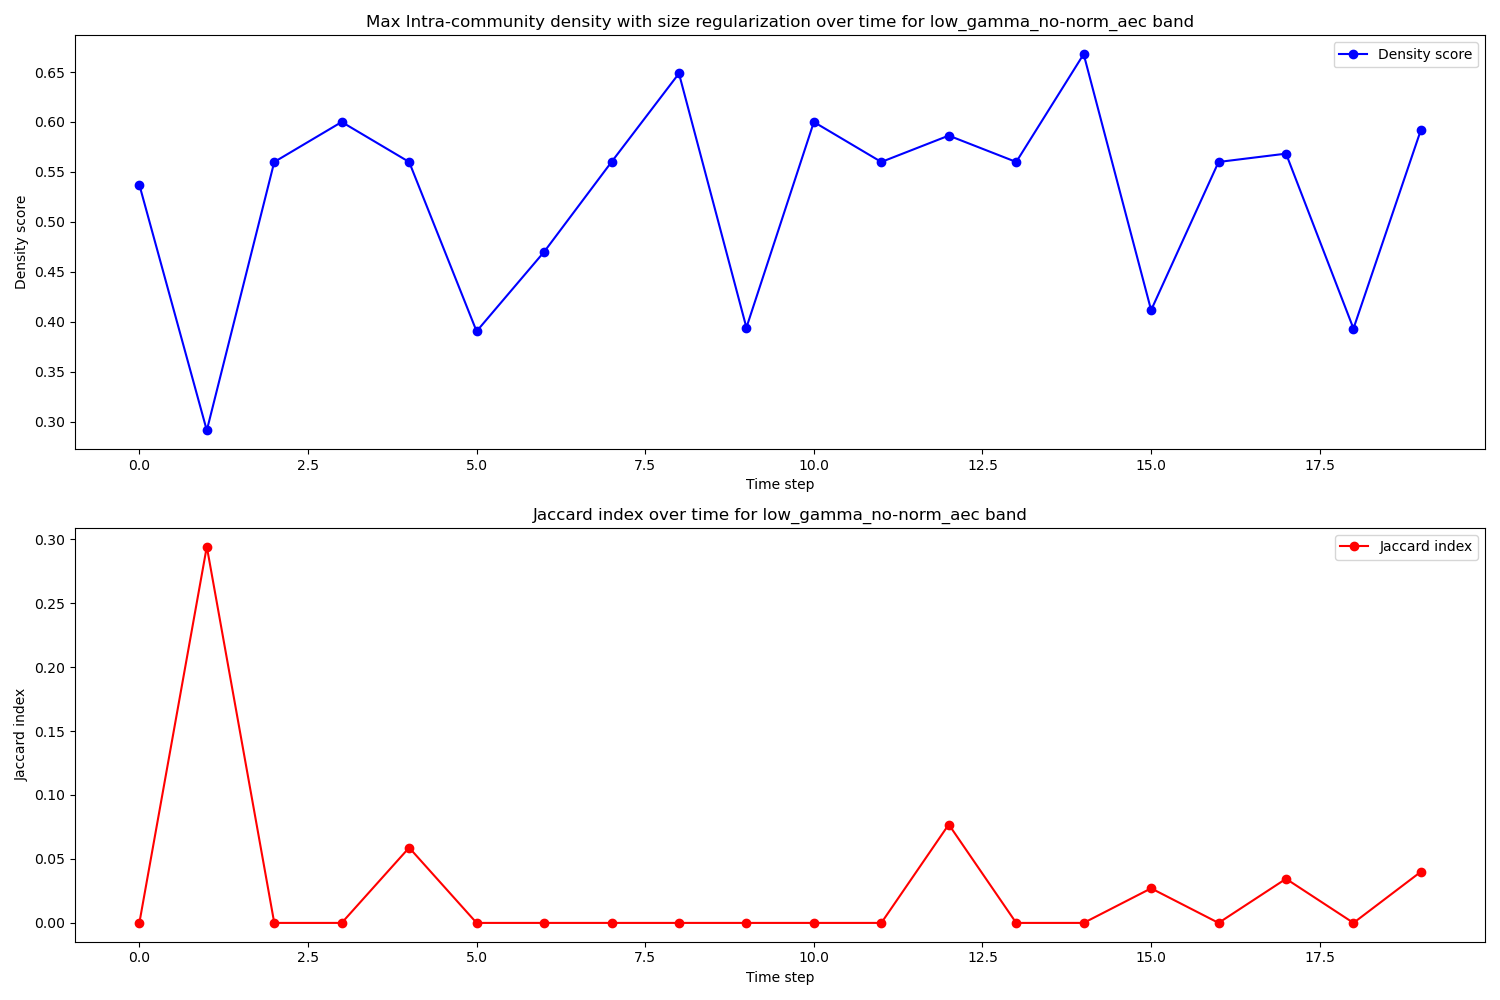 Max Intra-community density with size regularization over time for low_gamma_no-norm_aec band
Density score
0.65
0.60
0.55
0.50
0.45
0.40
0.35
0.30
Density score
0.0 2.5 5.0 7.5 10.0 12.5 15.0 17.5
Time step
Jaccard index over time for low_gamma_no-norm_aec band
Jaccard index
0.30
0.25
0.20
0.15
0.10
0.05
0.00
Jaccard index
0.0 2.5 5.0 7.5 10.0 12.5 15.0 17.5
Time step